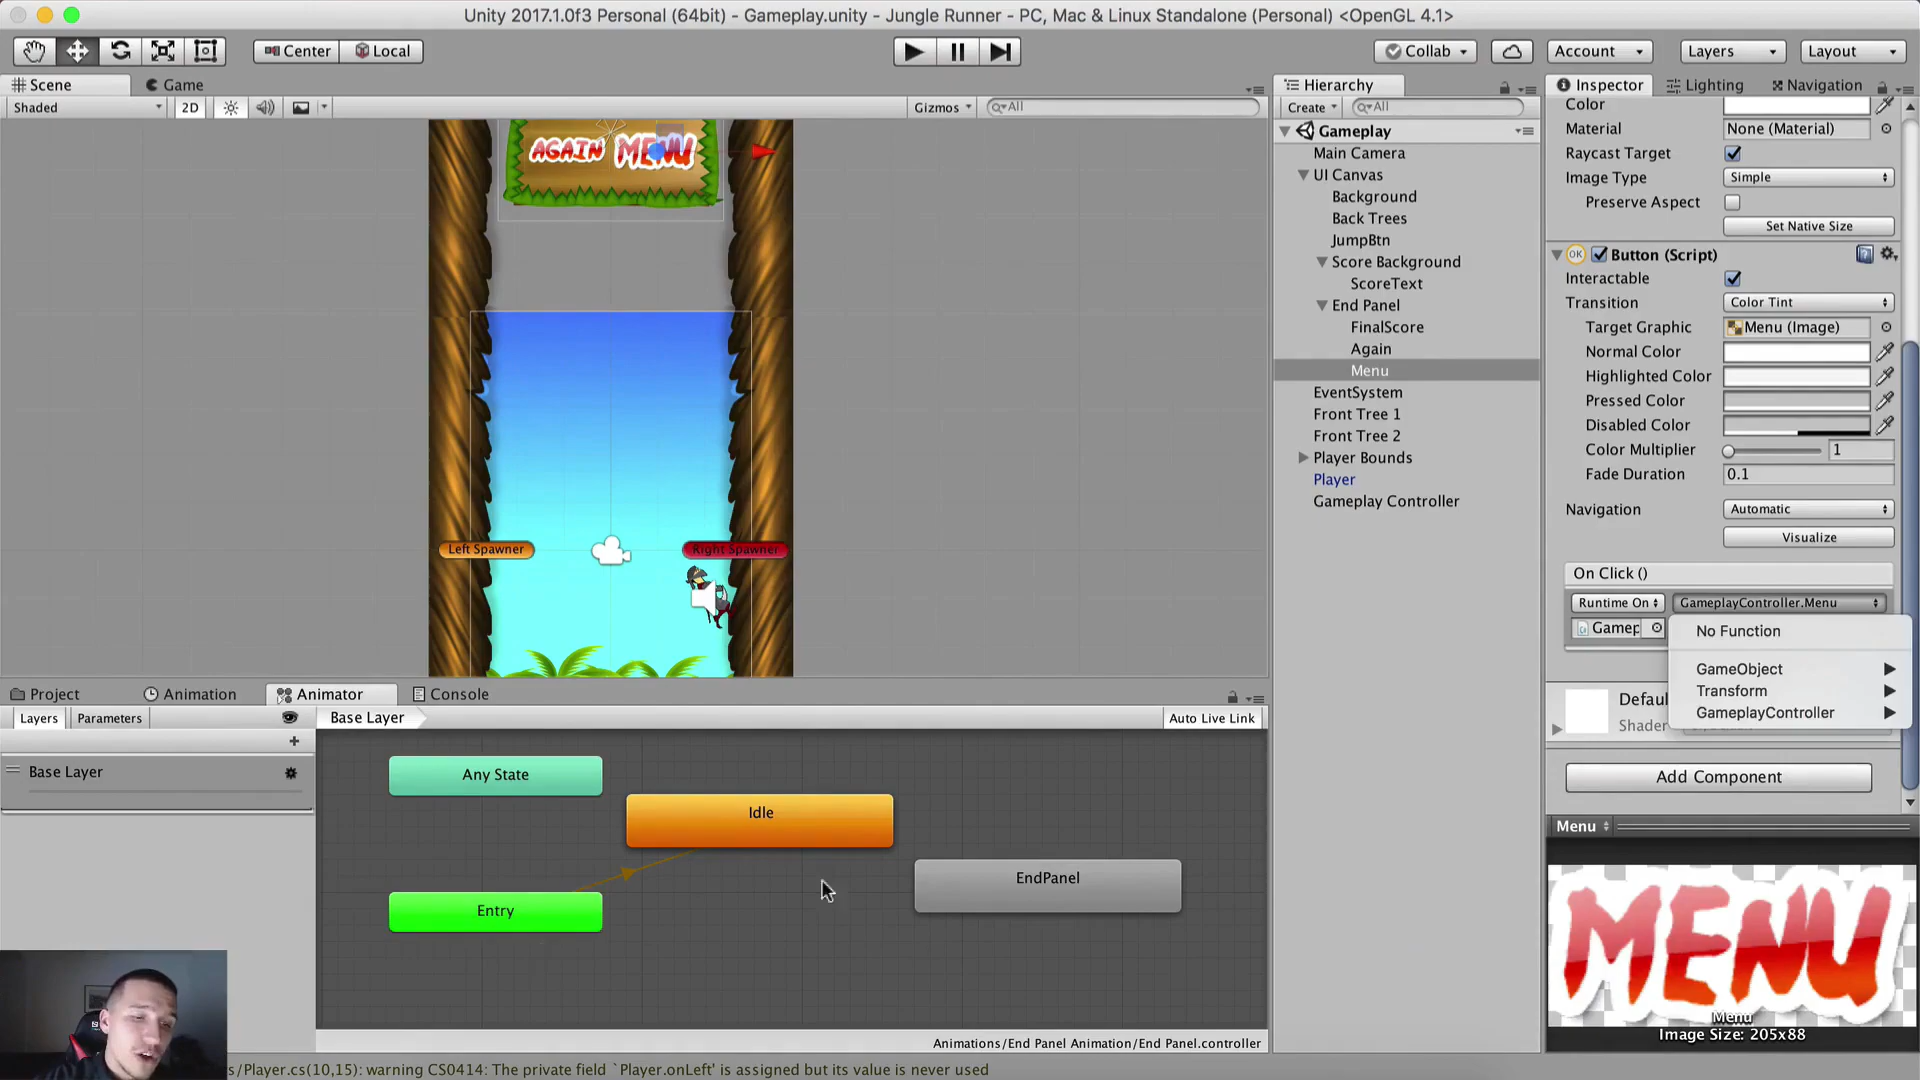 Unity 2017.1.0f3 Personal (64bit) - Gameplay.unity - Jungle Runner - PC, Mac & Linux Standalone (Personal) <OpenGL 4.1>
Center Local Collab Account Layers Layout
Scene Game
Shaded 2D Gizmos All
AGAIN MENU
Left Spawner Right Spawner
Hierarchy
Create All
Gameplay
Main Camera
UI Canvas
Background
Back Trees
JumpBtn
Score Background
ScoreText
End Panel
FinalScore
Again
Menu
EventSystem
Front Tree 1
Front Tree 2
Player Bounds
Player
Gameplay Controller
Inspector Lighting Navigation
Color
Material None (Material)
Raycast Target
Image Type Simple
Preserve Aspect
Set Native Size
Button (Script)
Interactable
Transition Color Tint
Target Graphic Menu (Image)
Normal Color
Highlighted Color
Pressed Color
Disabled Color
Color Multiplier 1
Fade Duration 0.1
Navigation Automatic
Visualize
On Click ()
Runtime On GameplayController.Menu
Gamep
No Function
GameObject
Transform
GameplayController
Defau
Shader
Add Component
Menu
MENU
Menu
Image Size: 205x88
Project Animation Animator Console
Layers Parameters
Base Layer
Auto Live Link
Base Layer
Any State
Idle
EndPanel
Entry
Animations/End Panel Animation/End Panel.controller
s/Player.cs(10,15): warning CS0414: The private field `Player.onLeft' is assigned but its value is never used